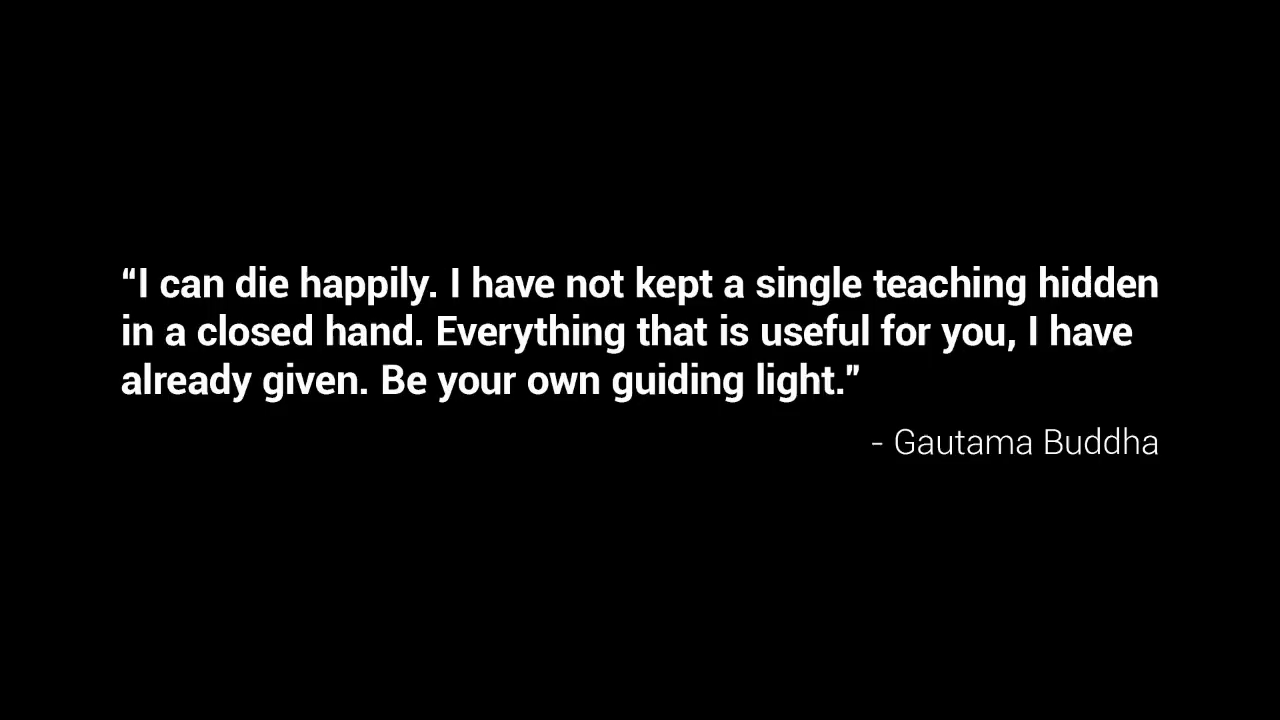 “I can die happily. I have not kept a single teaching hidden
in a closed hand. Everything that is useful for you, I have
already given. Be your own guiding light.”
- Gautama Buddha